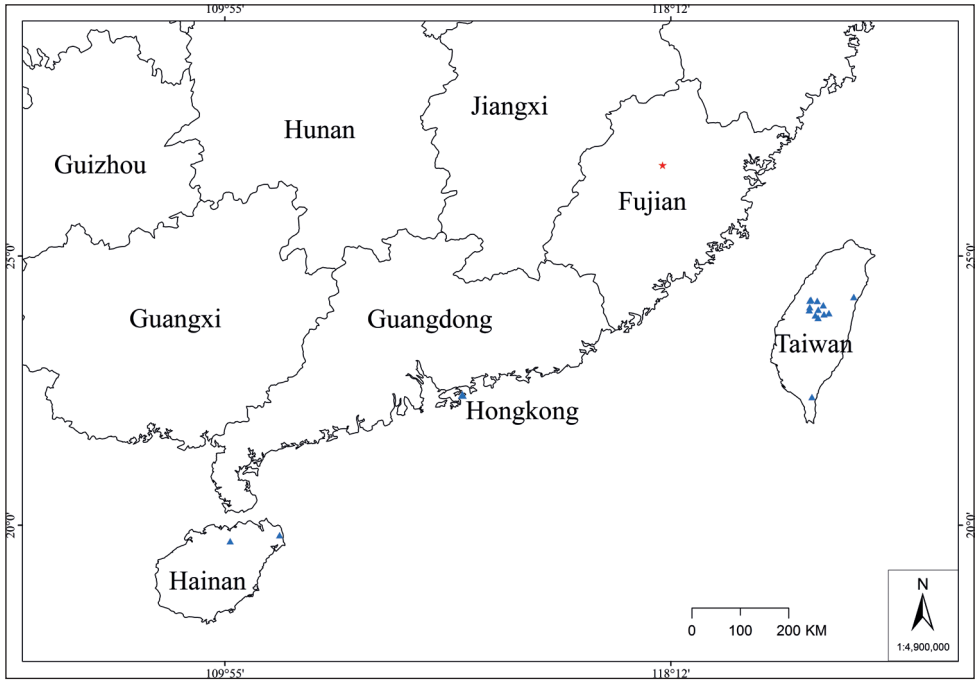 109°55' 118°12'
Jiangxi
Hunan
Guizhou
Fujian
25°0' 25°0'
Guangxi Guangdong
Taiwan
Hongkong
20°0' 20°0'
Hainan
N
0 100 200 KM
1:4,900,000
109°55' 118°12'